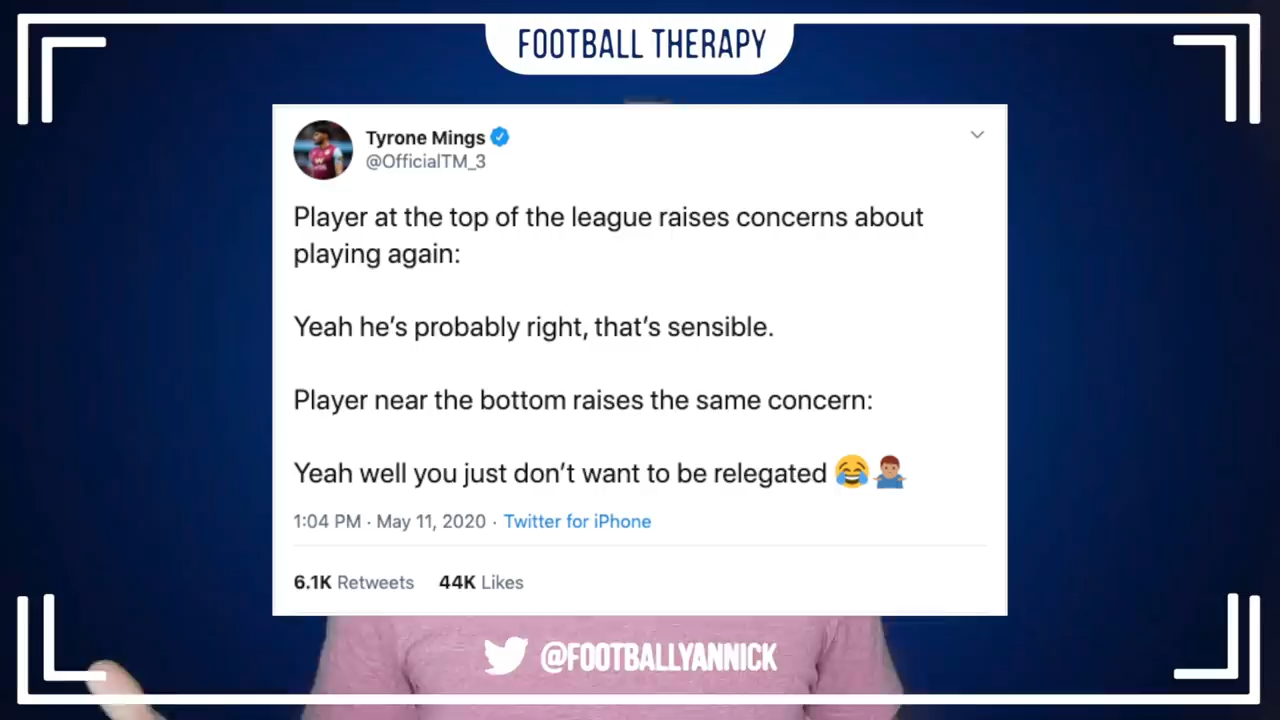 FOOTBALL THERAPY
Tyrone Mings
@OfficialTM_3
Player at the top of the league raises concerns about
playing again:
Yeah he’s probably right, that’s sensible.
Player near the bottom raises the same concern:
Yeah well you just don’t want to be relegated 😂🤷🏽‍♂️
1:04 PM · May 11, 2020 · Twitter for iPhone
6.1K Retweets 44K Likes
@FOOTBALLYANNICK